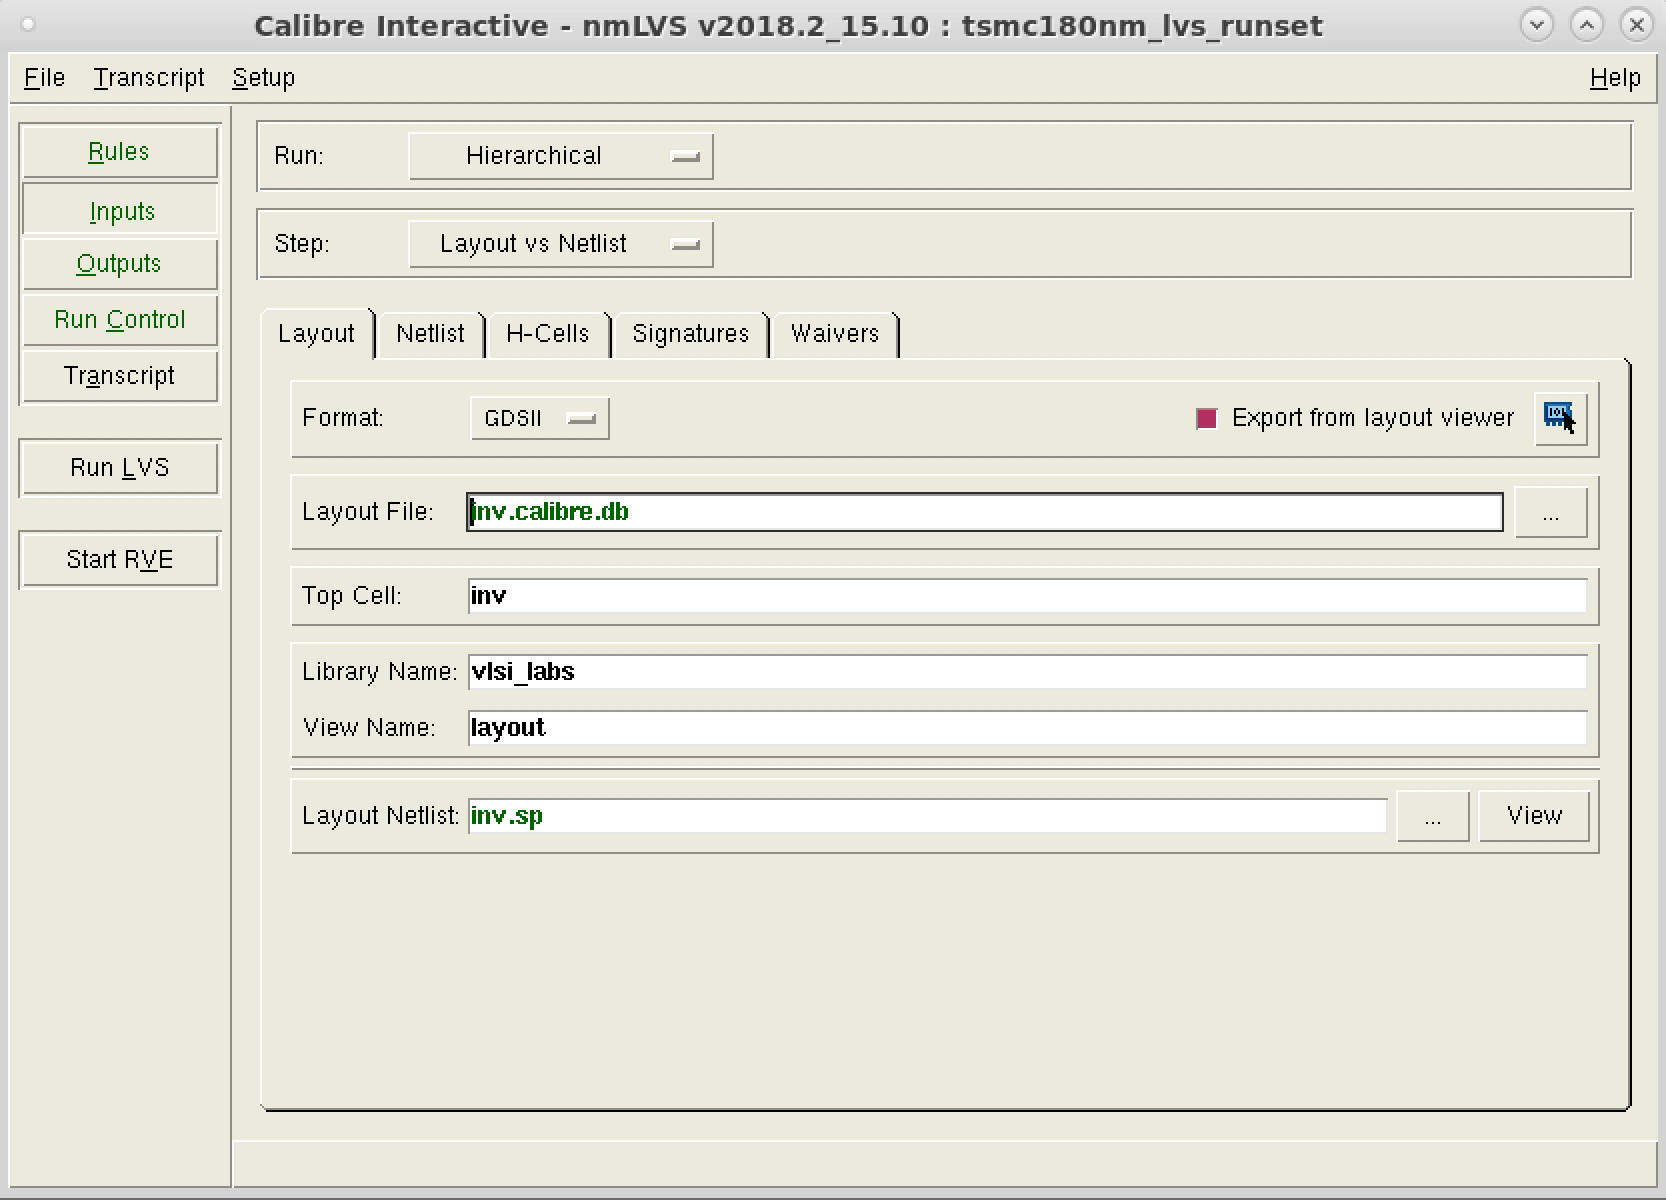 Calibre Interactive - nmLVS v2018.2_15.10 : tsmc180nm_lvs_runset
File Transcript Setup Help
Rules
Inputs
Outputs
Run Control
Transcript
Run LVS
Start RVE
Run: Hierarchical
Step: Layout vs Netlist
Layout Netlist H-Cells Signatures Waivers
Format: GDSII Export from layout viewer
Layout File: inv.calibre.db ...
Top Cell: inv
Library Name: vlsi_labs
View Name: layout
Layout Netlist: inv.sp ... View